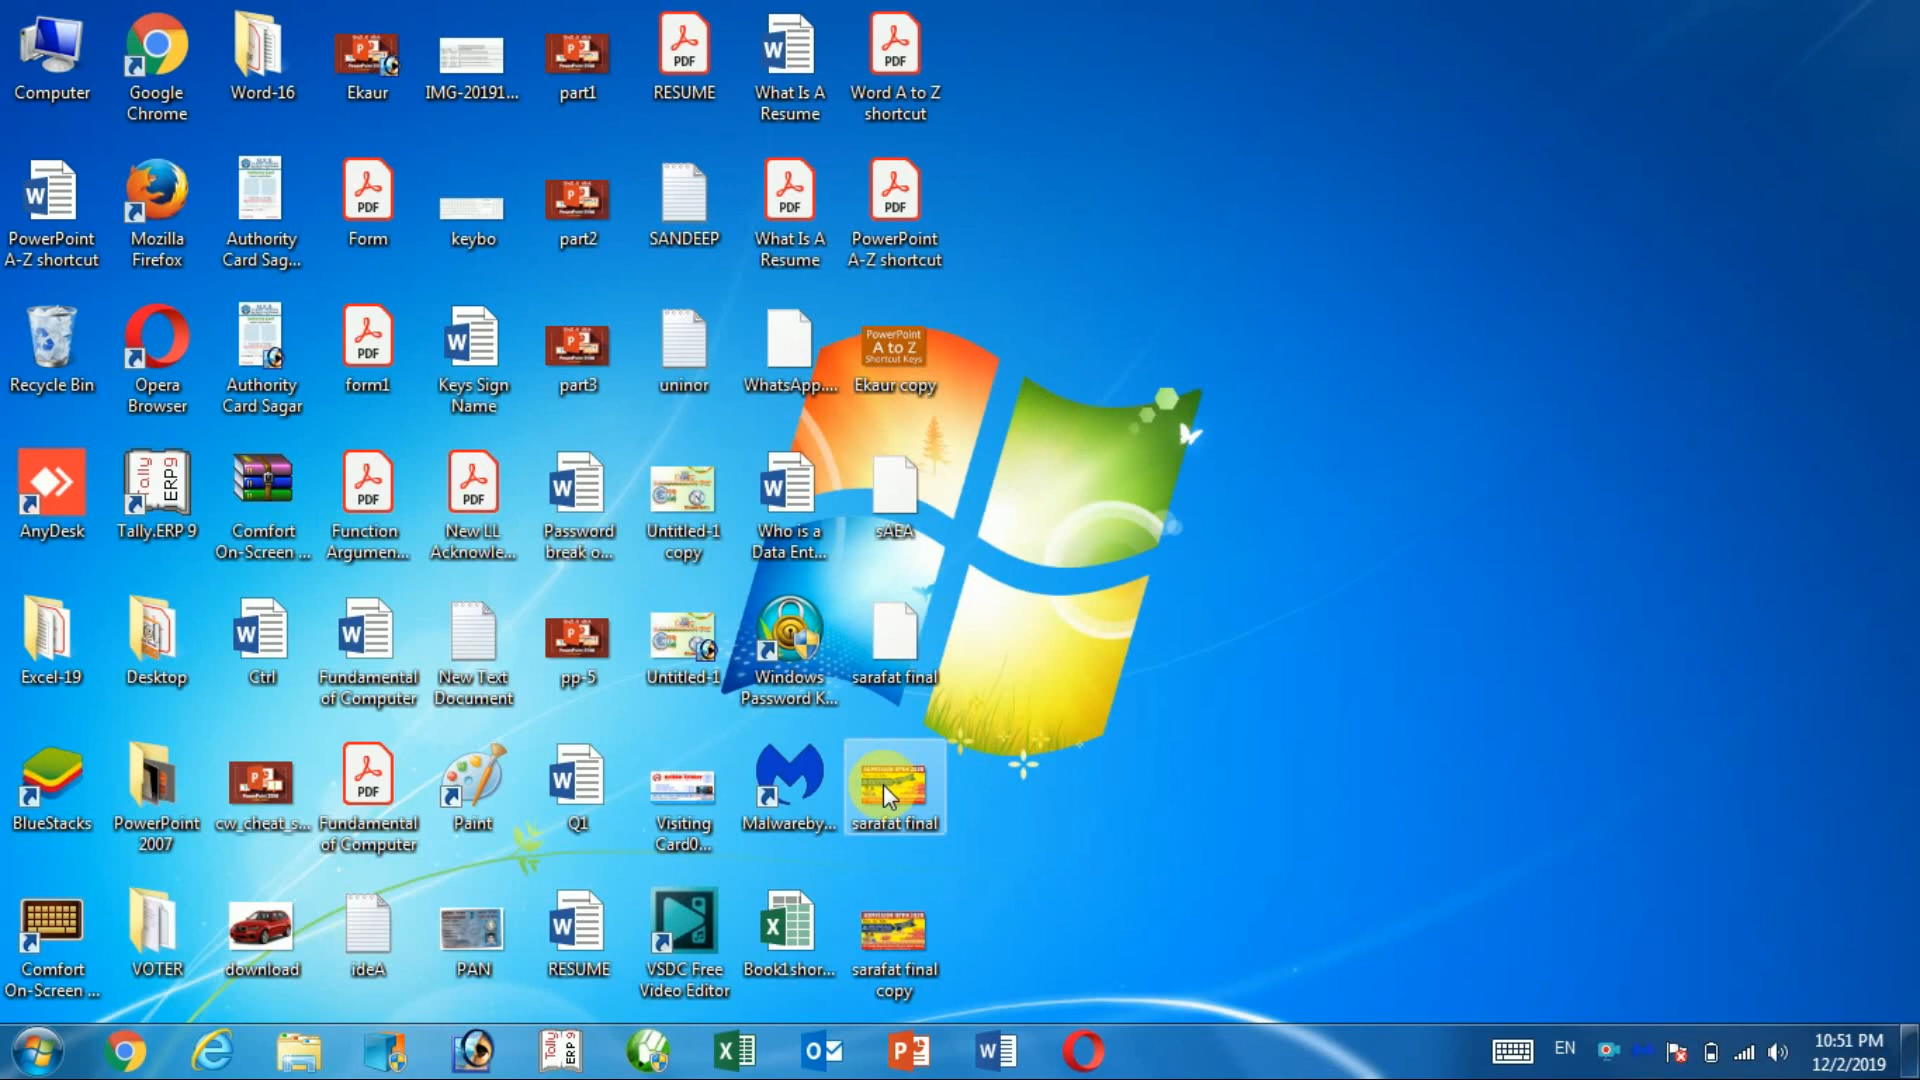 Computer
Google
Chrome
Word-16
Ekaur
IMG-20191...
part1
RESUME
What Is A
Resume
Word A to Z
shortcut
PowerPoint
A-Z shortcut
Mozilla
Firefox
Authority
Card Sag...
Form
keybo
part2
SANDEEP
What Is A
Resume
PowerPoint
A-Z shortcut
Recycle Bin
Opera
Browser
Authority
Card Sagar
form1
Keys Sign
Name
part3
uninor
WhatsApp....
PowerPoint
A to Z
Shortcut Keys
Ekaur copy
AnyDesk
Tally.ERP 9
Comfort
On-Screen ...
Function
Argumen...
New LL
Acknowle...
Password
break o...
Untitled-1
copy
Who is a
Data Ent...
sAEA
Excel-19
Desktop
Ctrl
Fundamental
of Computer
New Text
Document
pp-5
Untitled-1
Windows
Password K...
sarafat final
BlueStacks
PowerPoint
2007
cw_cheat_s...
Fundamental
of Computer
Paint
Q1
Visiting
Card0...
Malwareby...
sarafat final
Comfort
On-Screen ...
VOTER
download
ideA
PAN
RESUME
VSDC Free
Video Editor
Book1shor...
sarafat final
copy
EN
10:51 PM
12/2/2019